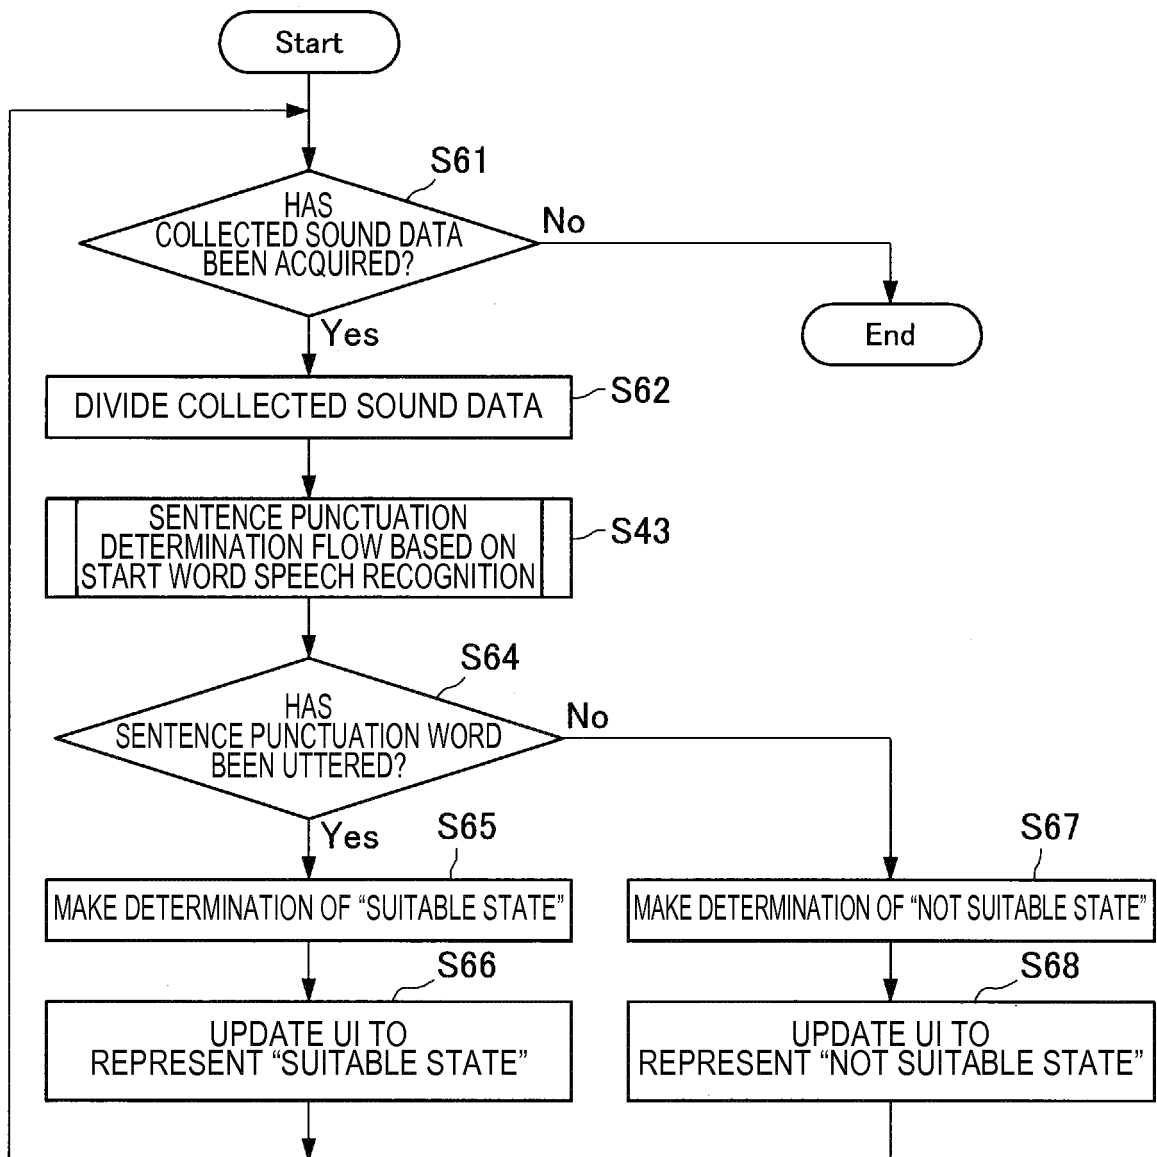 Start
S61
HAS
COLLECTED SOUND DATA
BEEN ACQUIRED?
No
Yes
End
DIVIDE COLLECTED SOUND DATA
S62
SENTENCE PUNCTUATION
DETERMINATION FLOW BASED ON
START WORD SPEECH RECOGNITION
S43
S64
HAS
SENTENCE PUNCTUATION WORD
BEEN UTTERED?
No
Yes
S65
S67
MAKE DETERMINATION OF “SUITABLE STATE”
MAKE DETERMINATION OF “NOT SUITABLE STATE”
S66
S68
UPDATE UI TO
REPRESENT “SUITABLE STATE”
UPDATE UI TO
REPRESENT “NOT SUITABLE STATE”